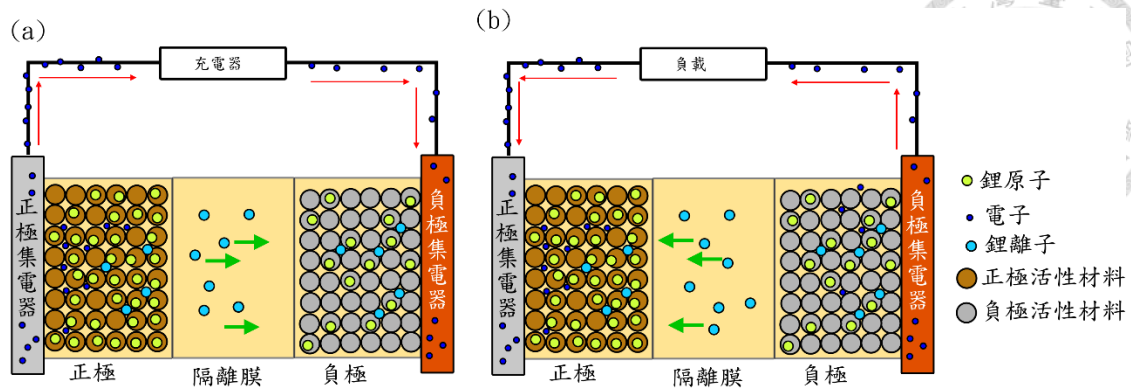 (a)
充電器
正極集電器
負極集電器
正極
隔離膜
負極
(b)
負載
正極集電器
負極集電器
正極
隔離膜
負極
鋰原子
電子
鋰離子
正極活性材料
負極活性材料